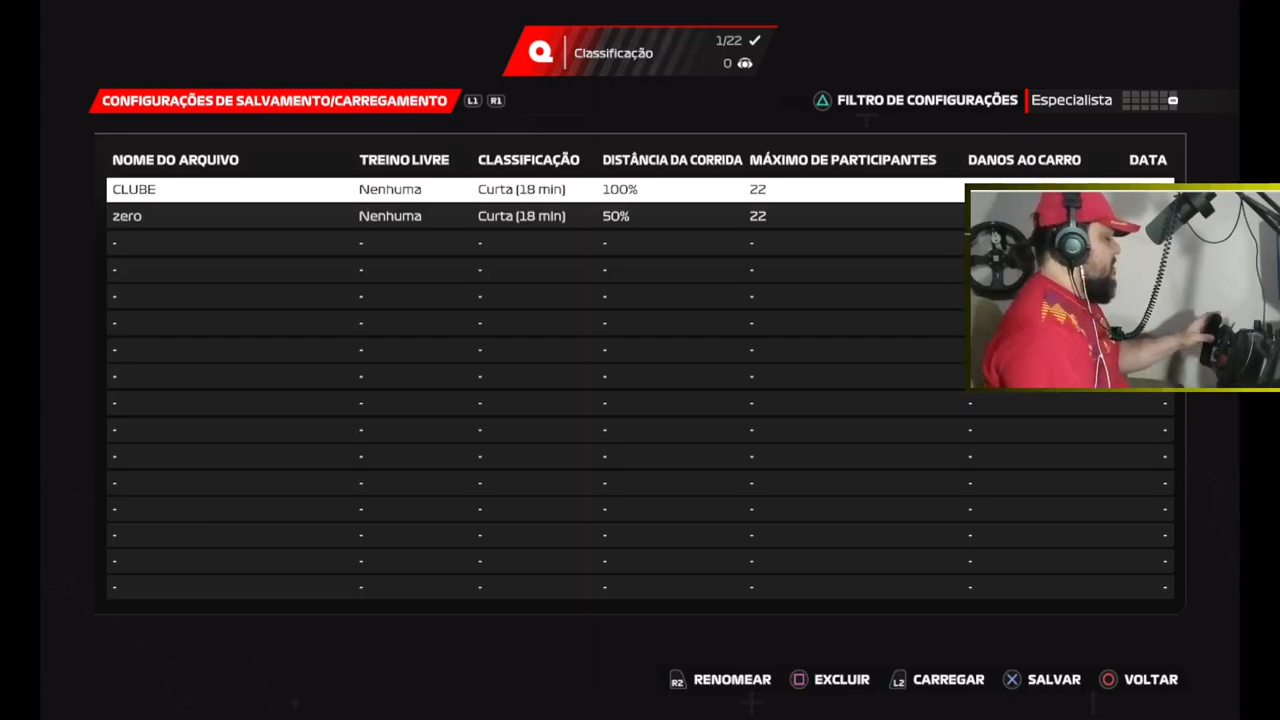 Q Classificação 1/22
0
CONFIGURAÇÕES DE SALVAMENTO/CARREGAMENTO L1 R1 FILTRO DE CONFIGURAÇÕES Especialista
NOME DO ARQUIVO TREINO LIVRE CLASSIFICAÇÃO DISTÂNCIA DA CORRIDA MÁXIMO DE PARTICIPANTES DANOS AO CARRO DATA
CLUBE Nenhuma Curta (18 min) 100% 22
zero Nenhuma Curta (18 min) 50% 22
- - - - -
- - - - -
- - - - -
- - - - -
- - - - -
- - - - -
- - - - - - -
- - - - - - -
- - - - - - -
- - - - - - -
- - - - - - -
- - - - - - -
- - - - - - -
- - - - - - -
R2 RENOMEAR EXCLUIR L2 CARREGAR SALVAR VOLTAR